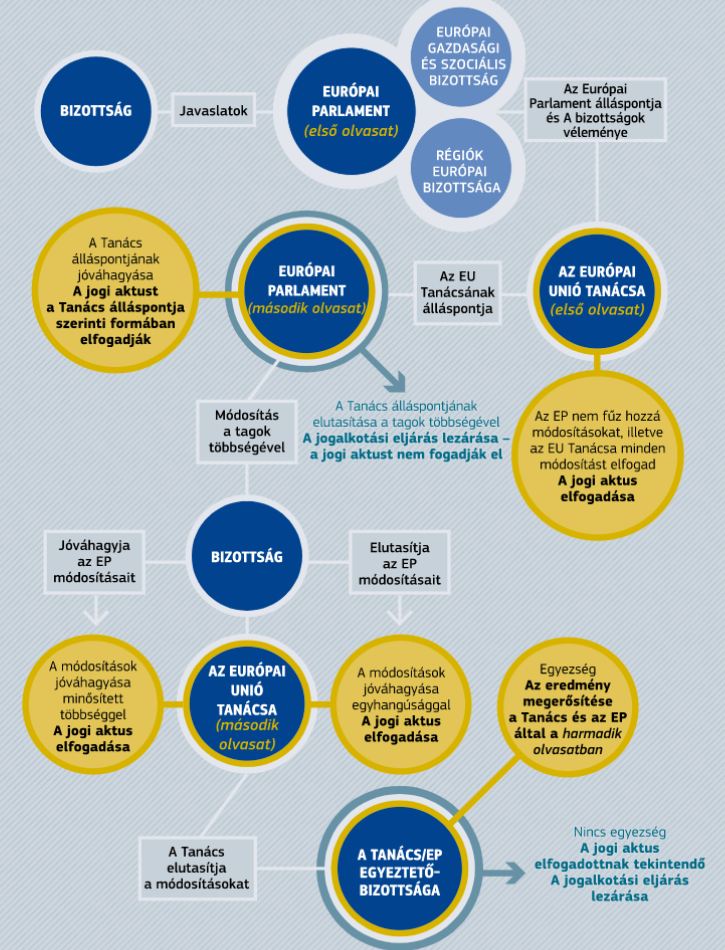 BIZOTTSÁG
Javaslatok
EURÓPAI
PARLAMENT
(első olvasat)
EURÓPAI
GAZDASÁGI
ÉS SZOCIÁLIS
BIZOTTSÁG
RÉGIÓK
EURÓPAI
BIZOTTSÁGA
Az Európai
Parlament álláspontja
és A bizottságok
véleménye
A Tanács
álláspontjának
jóváhagyása
A jogi aktust
a Tanács álláspontja
szerinti formában
elfogadják
EURÓPAI
PARLAMENT
(második olvasat)
Az EU
Tanácsának
álláspontja
AZ EURÓPAI
UNIÓ TANÁCSA
(első olvasat)
Módosítás
a tagok
többségével
A Tanács álláspontjának
elutasítása a tagok többségével
A jogalkotási eljárás lezárása –
a jogi aktust nem fogadják el
Az EP nem fűz hozzá
módosításokat, illetve
az EU Tanácsa minden
módosítást elfogad
A jogi aktus
elfogadása
Jóváhagyja
az EP
módosításait
BIZOTTSÁG
Elutasítja
az EP
módosításait
A módosítások
jóváhagyása
minősített
többséggel
A jogi aktus
elfogadása
AZ EURÓPAI
UNIÓ
TANÁCSA
(második
olvasat)
A módosítások
jóváhagyása
egyhangúsággal
A jogi aktus
elfogadása
Egyezség
Az eredmény
megerősítése
a Tanács és az EP
által a harmadik
olvasatban
A Tanács
elutasítja
a módosításokat
A TANÁCS/EP
EGYEZTETŐ-
BIZOTTSÁGA
Nincs egyezség
A jogi aktus
elfogadottnak tekintendő
A jogalkotási eljárás
lezárása